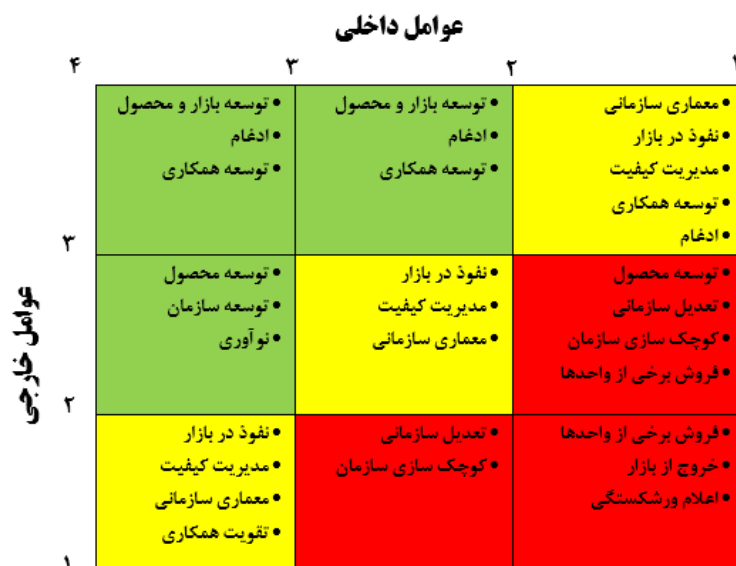 عوامل داخلی
۴ ۳ ۲ ۱
• معماری سازمانی
• نفوذ در بازار
• مدیریت کیفیت
• توسعه همکاری
• ادغام
• توسعه بازار و محصول
• ادغام
• توسعه همکاری
• توسعه بازار و محصول
• ادغام
• توسعه همکاری
۳
عوامل خارجی
• توسعه محصول
• تعدیل سازمانی
• کوچک سازی سازمان
• فروش برخی از واحدها
• نفوذ در بازار
• مدیریت کیفیت
• معماری سازمانی
• توسعه محصول
• توسعه سازمان
• نوآوری
۲
• فروش برخی از واحدها
• خروج از بازار
• اعلام ورشکستگی
• تعدیل سازمانی
• کوچک سازی سازمان
• نفوذ در بازار
• مدیریت کیفیت
• معماری سازمانی
• تقویت همکاری
۱